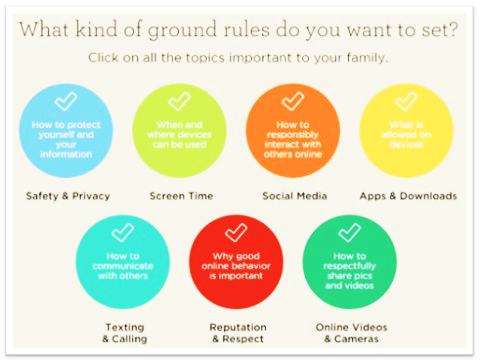 What kind of ground rules do you want to set?
Click on all the topics important to your family.
How to protect
yourself and
your
information
Safety & Privacy
When and
where devices
can be used
Screen Time
How to
responsibly
interact with
others online
Social Media
What is
allowed on
devices
Apps & Downloads
How to
communicate
with others
Texting
& Calling
Why good
online behavior
is important
Reputation
& Respect
How to
respectfully
share pics
and videos
Online Videos
& Cameras